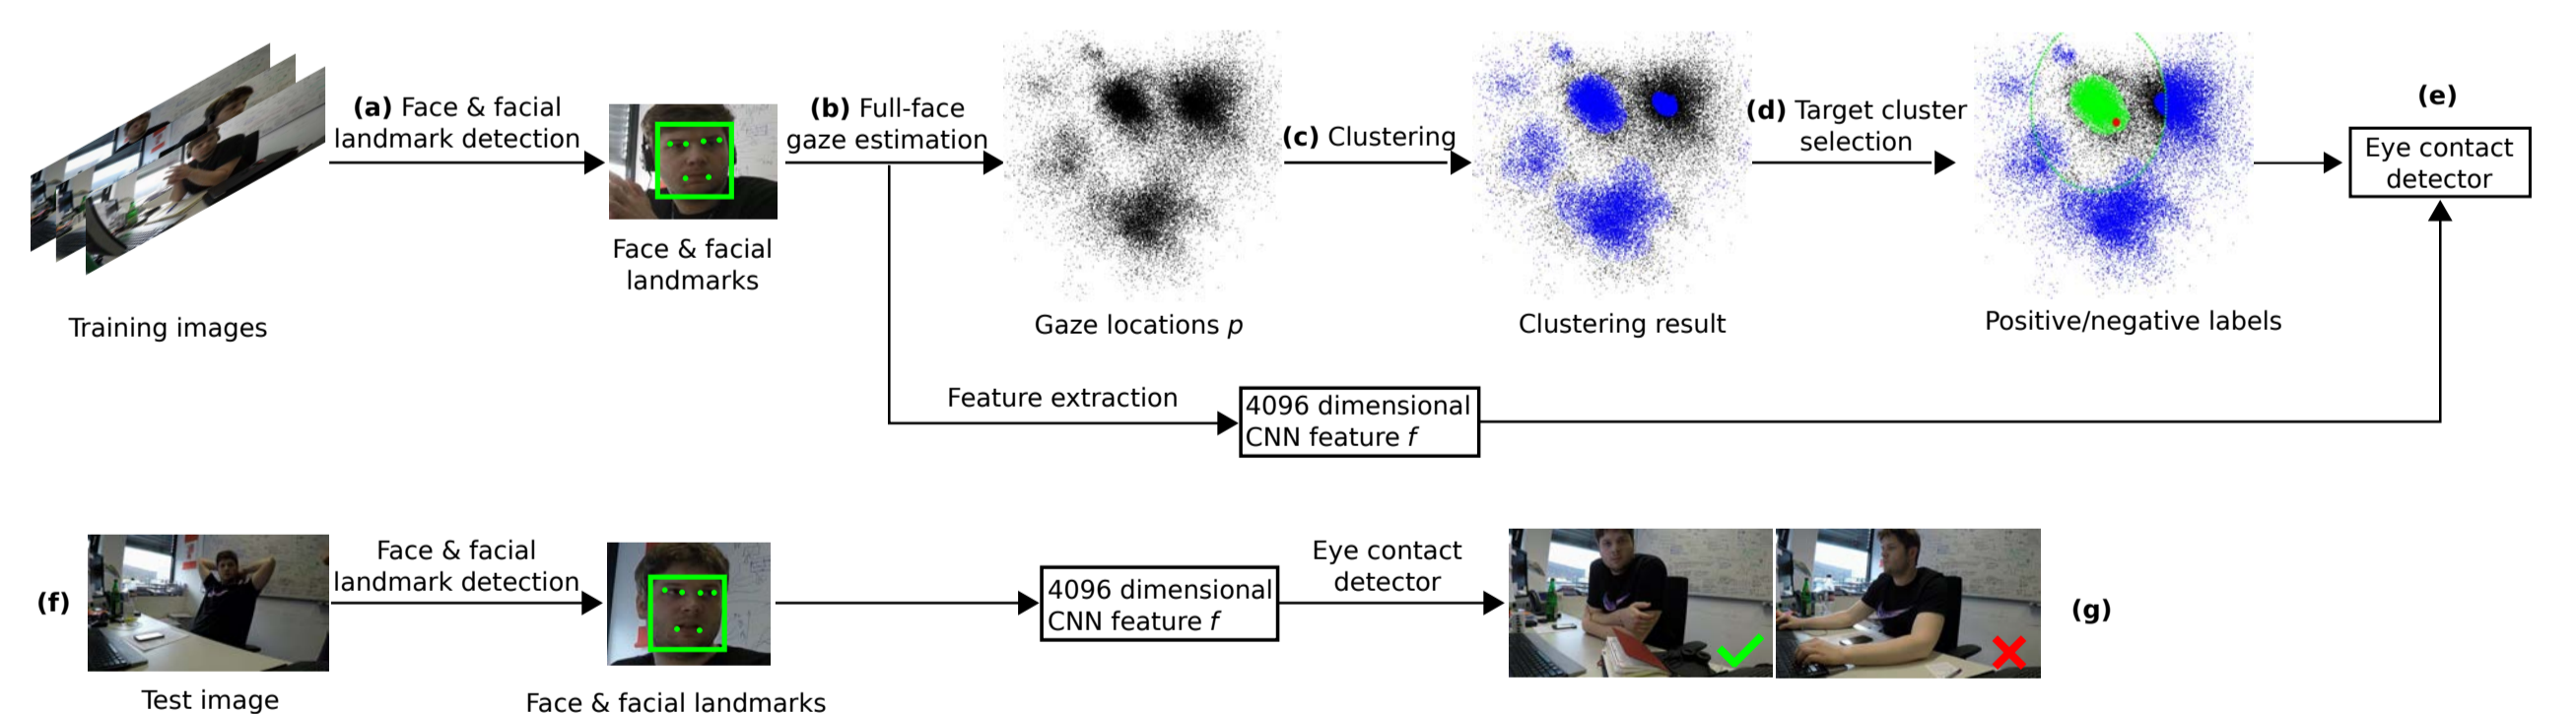 (a) Face & facial
landmark detection
(b) Full-face
gaze estimation
(c) Clustering
(d) Target cluster
selection
(e)
Eye contact
detector
Face & facial
landmarks
Training images
Gaze locations p
Clustering result
Positive/negative labels
Feature extraction
4096 dimensional
CNN feature f
(f)
Face & facial
landmark detection
4096 dimensional
CNN feature f
Eye contact
detector
(g)
Test image
Face & facial landmarks